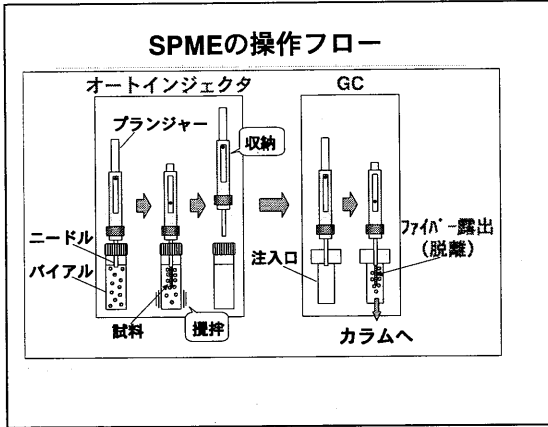 SPMEの操作フロー
オートインジェクタ
GC
プランジャー
収納
ニードル
バイアル
試料
攪拌
注入口
ファイバー露出
(脱離)
カラムへ